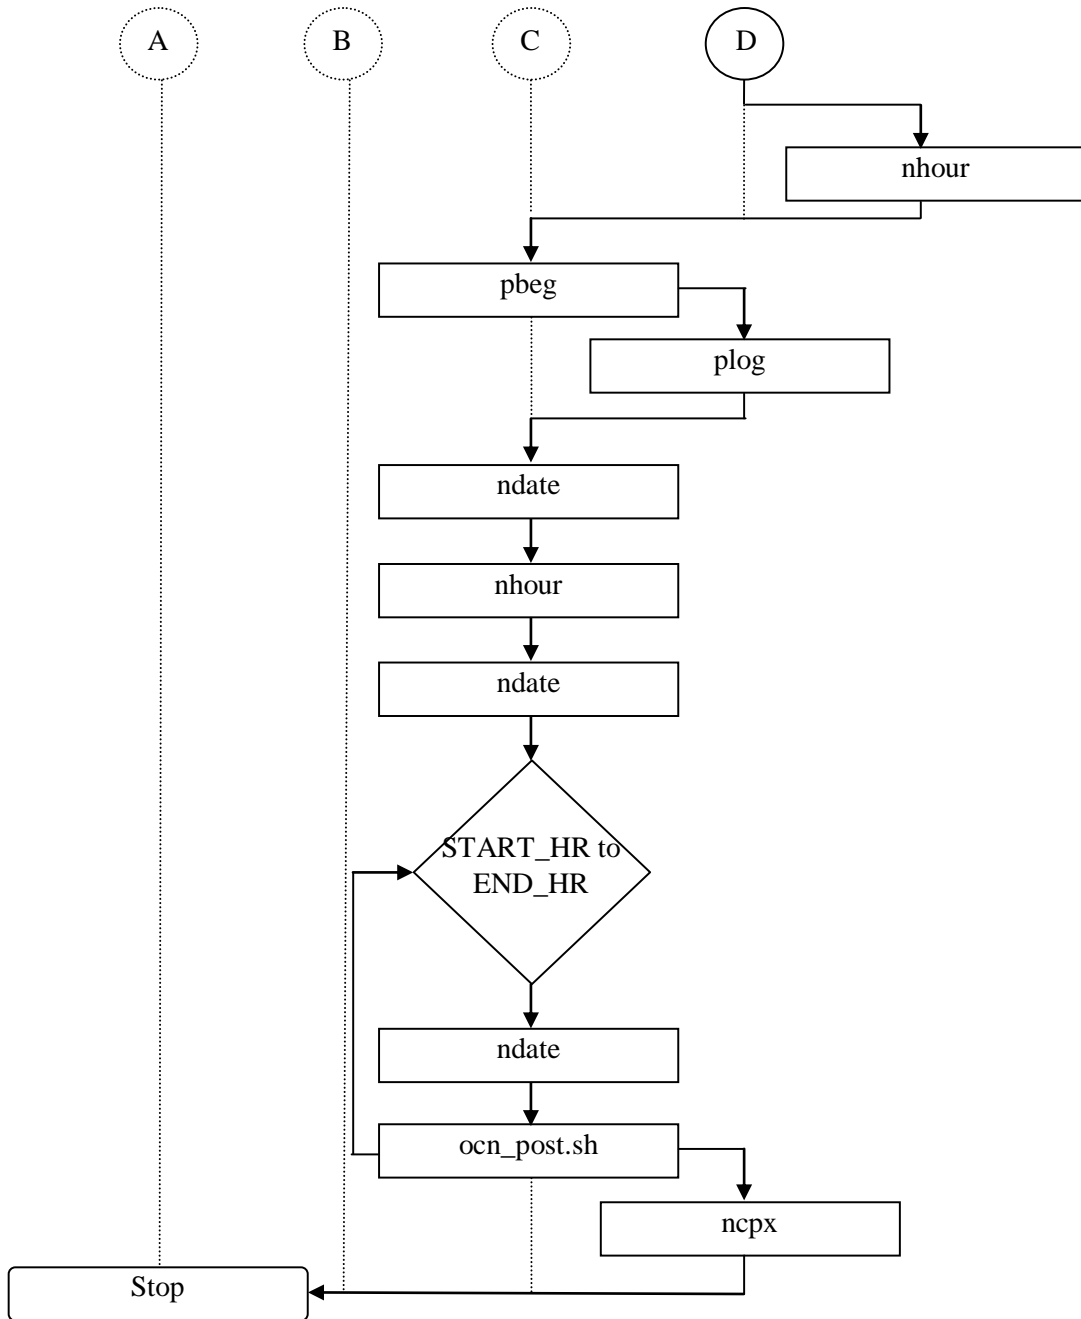 A
B
C
D
nhour
pbeg
plog
ndate
nhour
ndate
START_HR to
END_HR
ndate
ocn_post.sh
ncpx
Stop